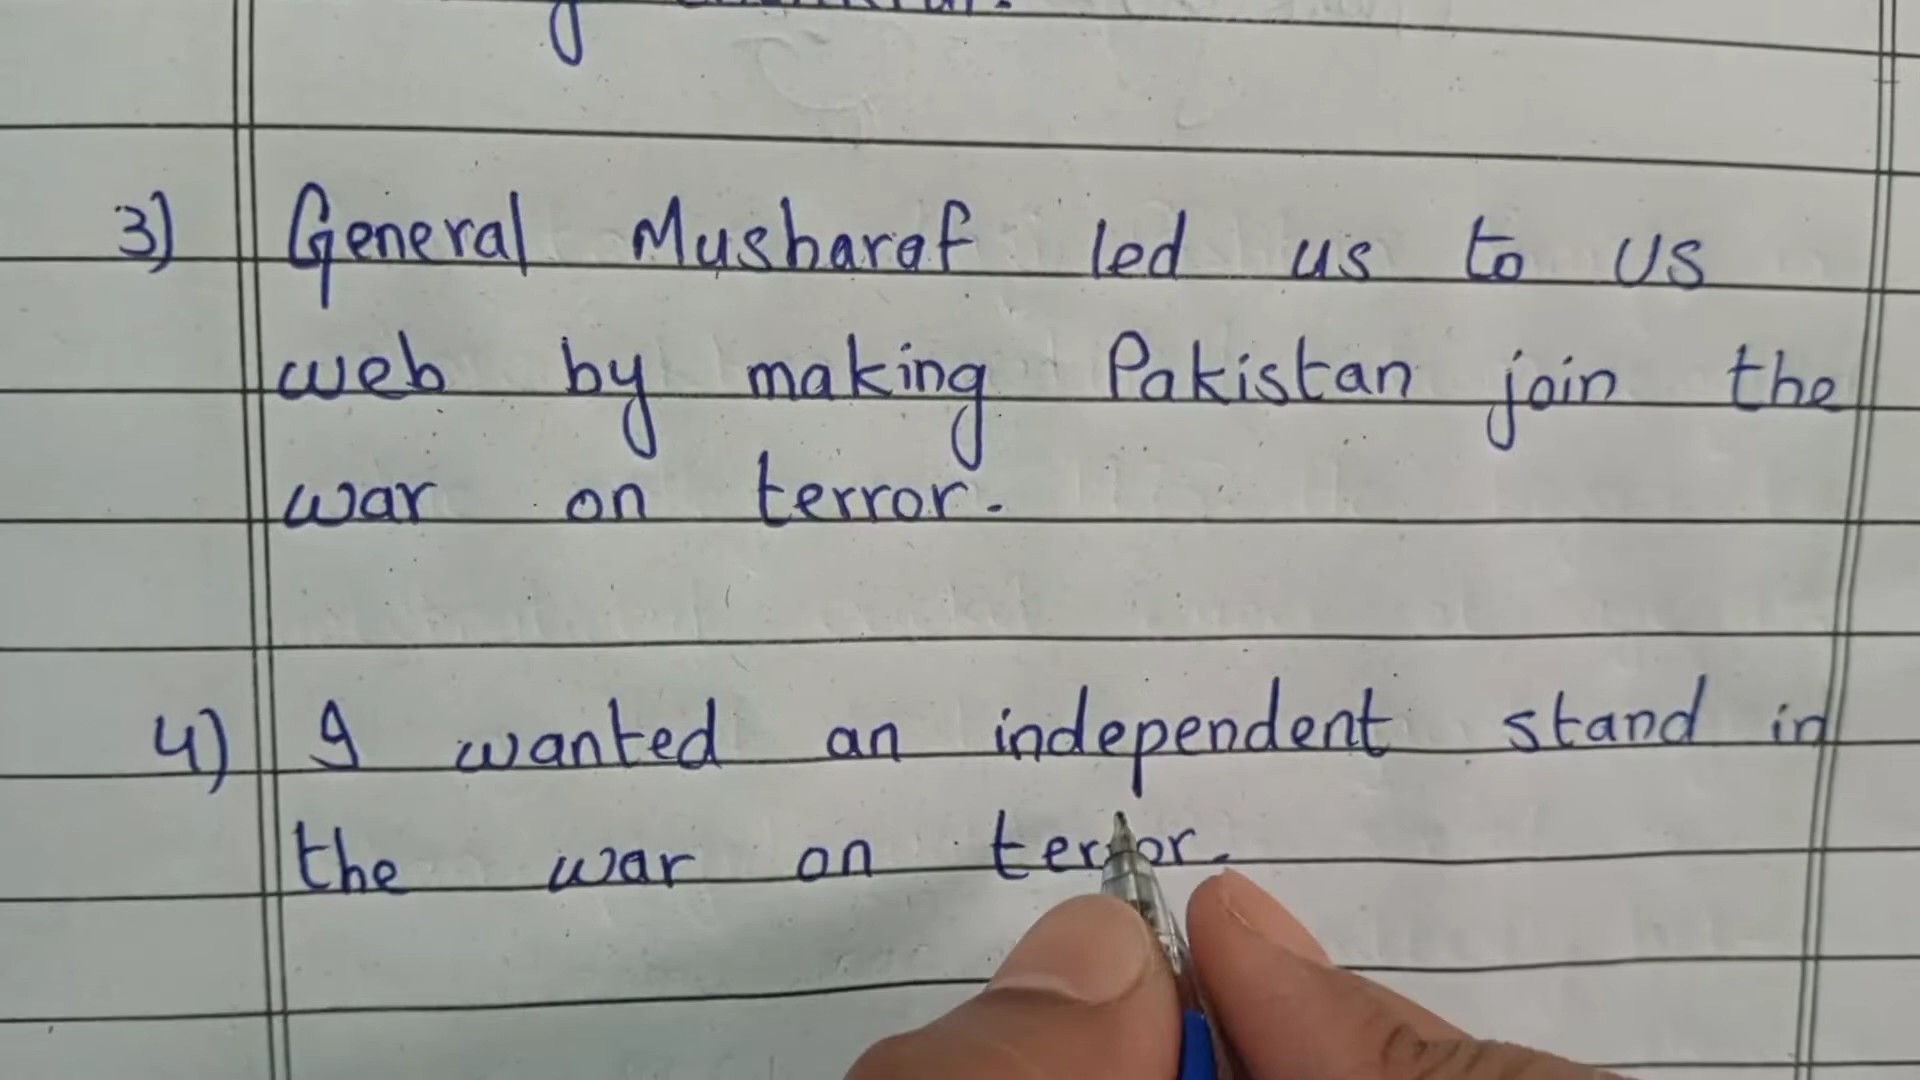 3) General Musharaf led us to US
web by making Pakistan join the
war on terror.
4) I wanted an independent stand in
the war on terror.